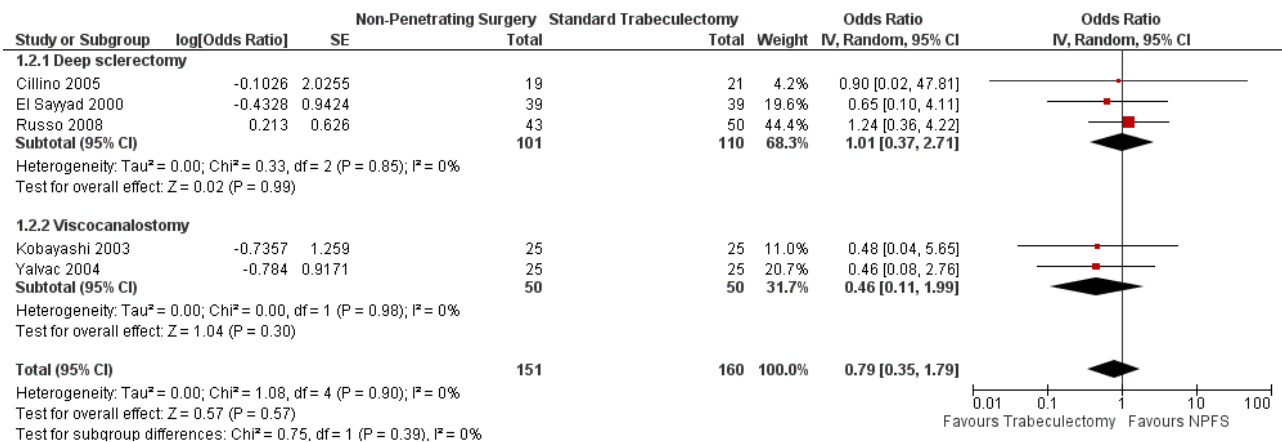 Non-Penetrating Surgery Standard Trabeculectomy Odds Ratio Odds Ratio
Study or Subgroup log[Odds Ratio] SE Total Total Weight IV, Random, 95% CI IV, Random, 95% CI
1.2.1 Deep sclerectomy
Cillino 2005 -0.1026 2.0255 19 21 4.2% 0.90 [0.02, 47.81]
El Sayyad 2000 -0.4328 0.9424 39 39 19.6% 0.65 [0.10, 4.11]
Russo 2008 0.213 0.626 43 50 44.4% 1.24 [0.36, 4.22]
Subtotal (95% CI) 101 110 68.3% 1.01 [0.37, 2.71]
Heterogeneity: Tau² = 0.00; Chi² = 0.33, df = 2 (P = 0.85); I² = 0%
Test for overall effect: Z = 0.02 (P = 0.99)
1.2.2 Viscocanalostomy
Kobayashi 2003 -0.7357 1.259 25 25 11.0% 0.48 [0.04, 5.65]
Yalvac 2004 -0.784 0.9171 25 25 20.7% 0.46 [0.08, 2.76]
Subtotal (95% CI) 50 50 31.7% 0.46 [0.11, 1.99]
Heterogeneity: Tau² = 0.00; Chi² = 0.00, df = 1 (P = 0.98); I² = 0%
Test for overall effect: Z = 1.04 (P = 0.30)
Total (95% CI) 151 160 100.0% 0.79 [0.35, 1.79]
Heterogeneity: Tau² = 0.00; Chi² = 1.08, df = 4 (P = 0.90); I² = 0%
Test for overall effect: Z = 0.57 (P = 0.57)
Test for subgroup differences: Chi² = 0.75, df = 1 (P = 0.39), I² = 0%
0.01 0.1 1 10 100
Favours Trabeculectomy Favours NPFS